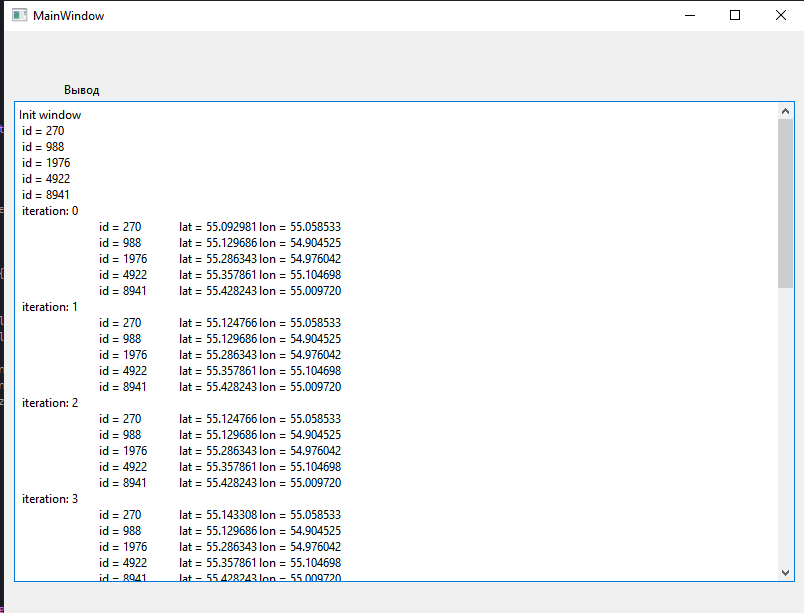 MainWindow
Вывод
Init window
id = 270
id = 988
id = 1976
id = 4922
id = 8941
iteration: 0
id = 270 lat = 55.092981 lon = 55.058533
id = 988 lat = 55.129686 lon = 54.904525
id = 1976 lat = 55.286343 lon = 54.976042
id = 4922 lat = 55.357861 lon = 55.104698
id = 8941 lat = 55.428243 lon = 55.009720
iteration: 1
id = 270 lat = 55.124766 lon = 55.058533
id = 988 lat = 55.129686 lon = 54.904525
id = 1976 lat = 55.286343 lon = 54.976042
id = 4922 lat = 55.357861 lon = 55.104698
id = 8941 lat = 55.428243 lon = 55.009720
iteration: 2
id = 270 lat = 55.124766 lon = 55.058533
id = 988 lat = 55.129686 lon = 54.904525
id = 1976 lat = 55.286343 lon = 54.976042
id = 4922 lat = 55.357861 lon = 55.104698
id = 8941 lat = 55.428243 lon = 55.009720
iteration: 3
id = 270 lat = 55.143308 lon = 55.058533
id = 988 lat = 55.129686 lon = 54.904525
id = 1976 lat = 55.286343 lon = 54.976042
id = 4922 lat = 55.357861 lon = 55.104698
id = 8941 lat = 55.428243 lon = 55.009720